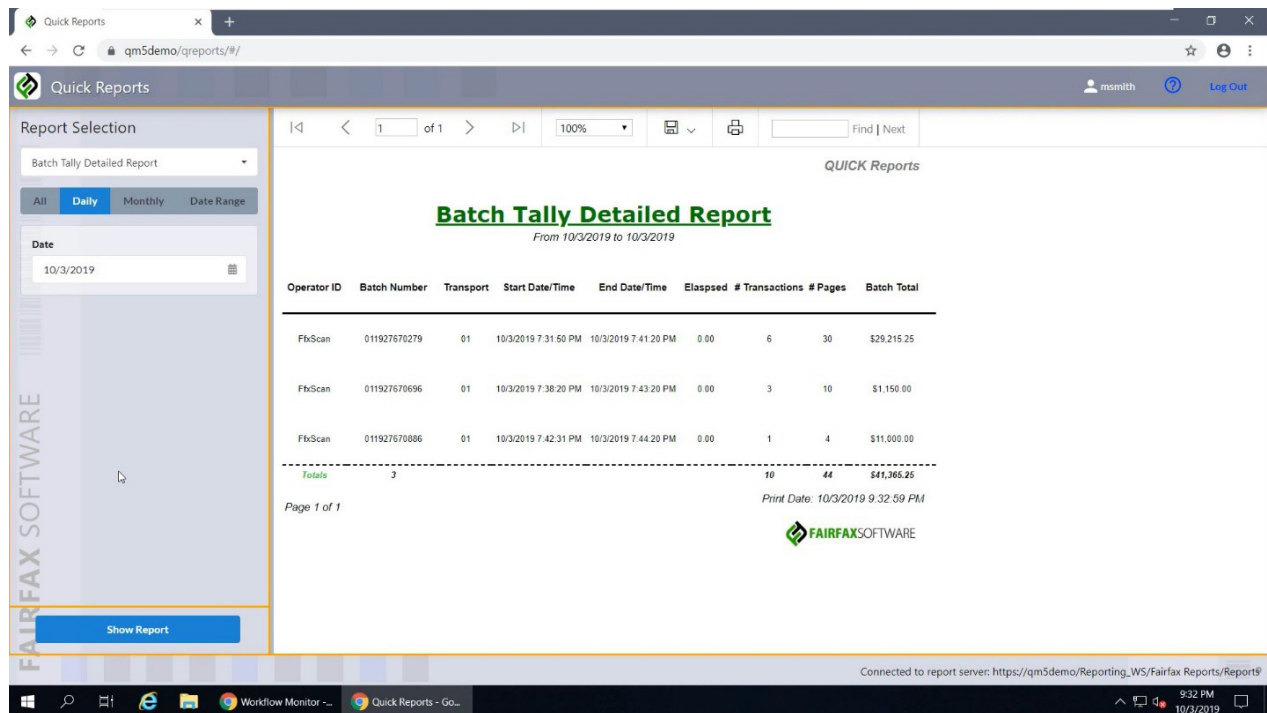 Quick Reports
qm5demo/qreports/#/
Quick Reports
msmith
Log Out
Report Selection
Batch Tally Detailed Report
All Daily Monthly Date Range
Date
10/3/2019
Show Report
FAIRFAX SOFTWARE
1 of 1 100% Find | Next
QUICK Reports
Batch Tally Detailed Report
From 10/3/2019 to 10/3/2019
Operator ID Batch Number Transport Start Date/Time End Date/Time Elaspsed # Transactions # Pages Batch Total
FfxScan 011927670279 01 10/3/2019 7:31:50 PM 10/3/2019 7:41:20 PM 0.00 6 30 $29,215.25
FfxScan 011927670696 01 10/3/2019 7:38:20 PM 10/3/2019 7:43:20 PM 0.00 3 10 $1,150.00
FfxScan 011927670886 01 10/3/2019 7:42:31 PM 10/3/2019 7:44:20 PM 0.00 1 4 $11,000.00
Totals 3 10 44 $41,365.25
Page 1 of 1
Print Date: 10/3/2019 9:32:59 PM
FAIRFAXSOFTWARE
Connected to report server: https://qm5demo/Reporting_WS/Fairfax Reports/Reports
Workflow Monitor -... Quick Reports - Go...
9:32 PM
10/3/2019